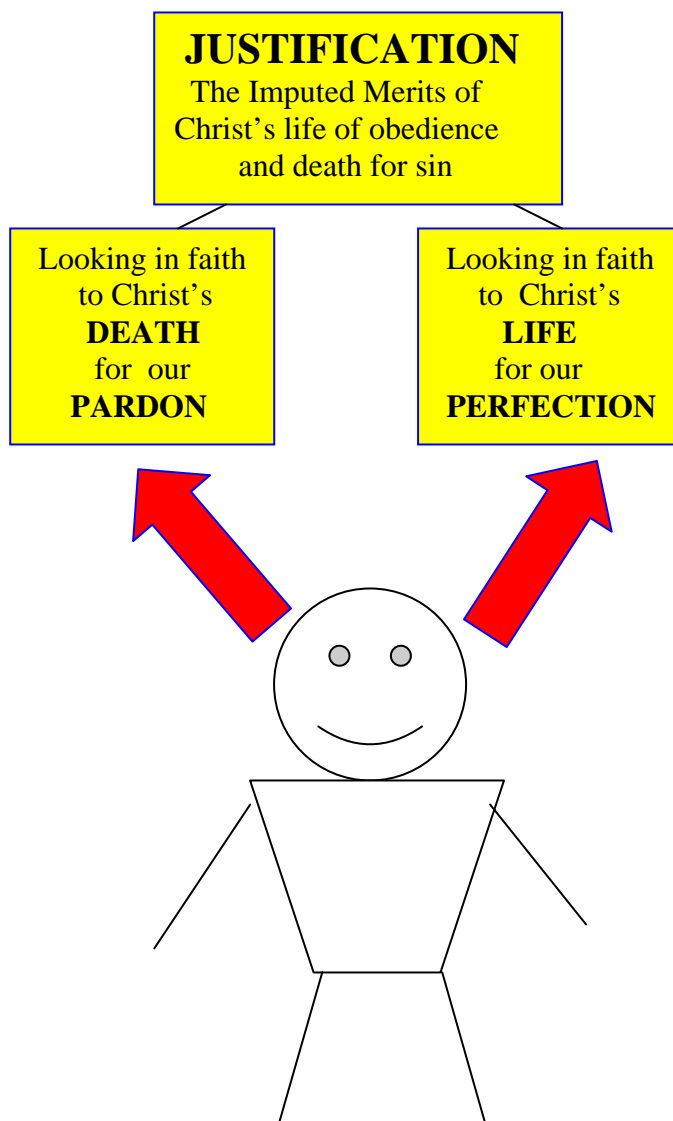 JUSTIFICATION
The Imputed Merits of
Christ’s life of obedience
and death for sin
Looking in faith
to Christ’s
DEATH
for our
PARDON
Looking in faith
to Christ’s
LIFE
for our
PERFECTION